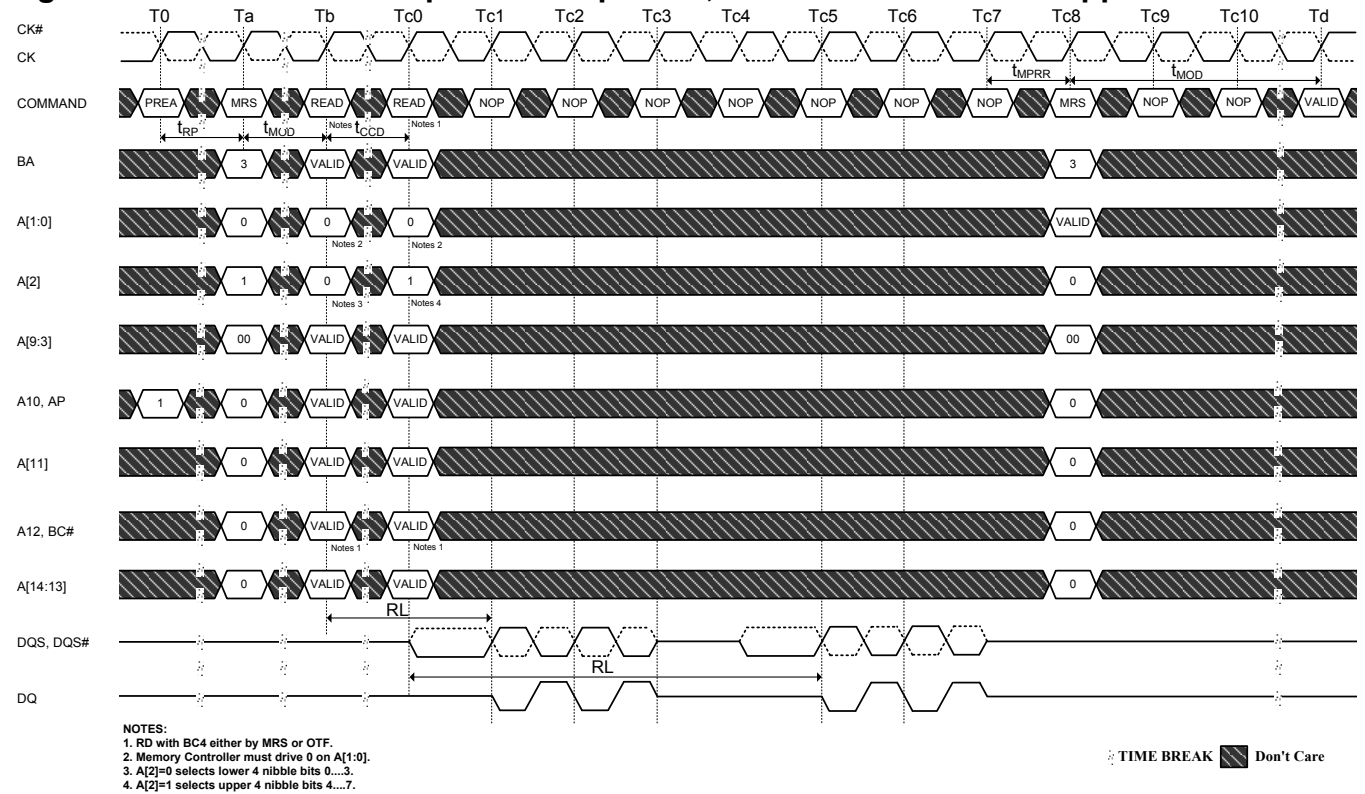 T0 Ta Tb Tc0 Tc1 Tc2 Tc3 Tc4 Tc5 Tc6 Tc7 Tc8 Tc9 Tc10 Td
CK#
CK
tMPRR tMOD
COMMAND PREA MRS READ READ NOP NOP NOP NOP NOP NOP NOP MRS NOP NOP VALID
Notes 1 Notes 1
tRP tMOD tCCD
BA 3 VALID VALID 3
A[1:0] 0 0 0 VALID
Notes 2 Notes 2
A[2] 1 0 1 0
Notes 3 Notes 4
A[9:3] 00 VALID VALID 00
A10, AP 1 0 VALID VALID 0
A[11] 0 VALID VALID 0
A12, BC# 0 VALID VALID 0
Notes 1 Notes 1
A[14:13] 0 VALID VALID 0
RL
DQS, DQS#
RL
DQ
NOTES:
1. RD with BC4 either by MRS or OTF.
2. Memory Controller must drive 0 on A[1:0].
3. A[2]=0 selects lower 4 nibble bits 0....3.
4. A[2]=1 selects upper 4 nibble bits 4....7.
TIME BREAK Don't Care